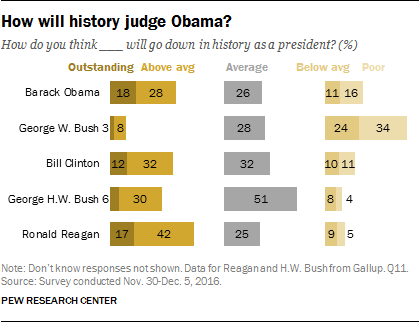 How will history judge Obama?
How do you think ___ will go down in history as a president? (%)
Outstanding Above avg Average Below avg Poor
Barack Obama 18 28 26 11 16
George W. Bush 3 8 28 24 34
Bill Clinton 12 32 32 10 11
George H.W. Bush 6 30 51 8 4
Ronald Reagan 17 42 25 9 5
Note: Don't know responses not shown. Data for Reagan and H.W. Bush from Gallup. Q11.
Source: Survey conducted Nov. 30-Dec. 5, 2016.
PEW RESEARCH CENTER